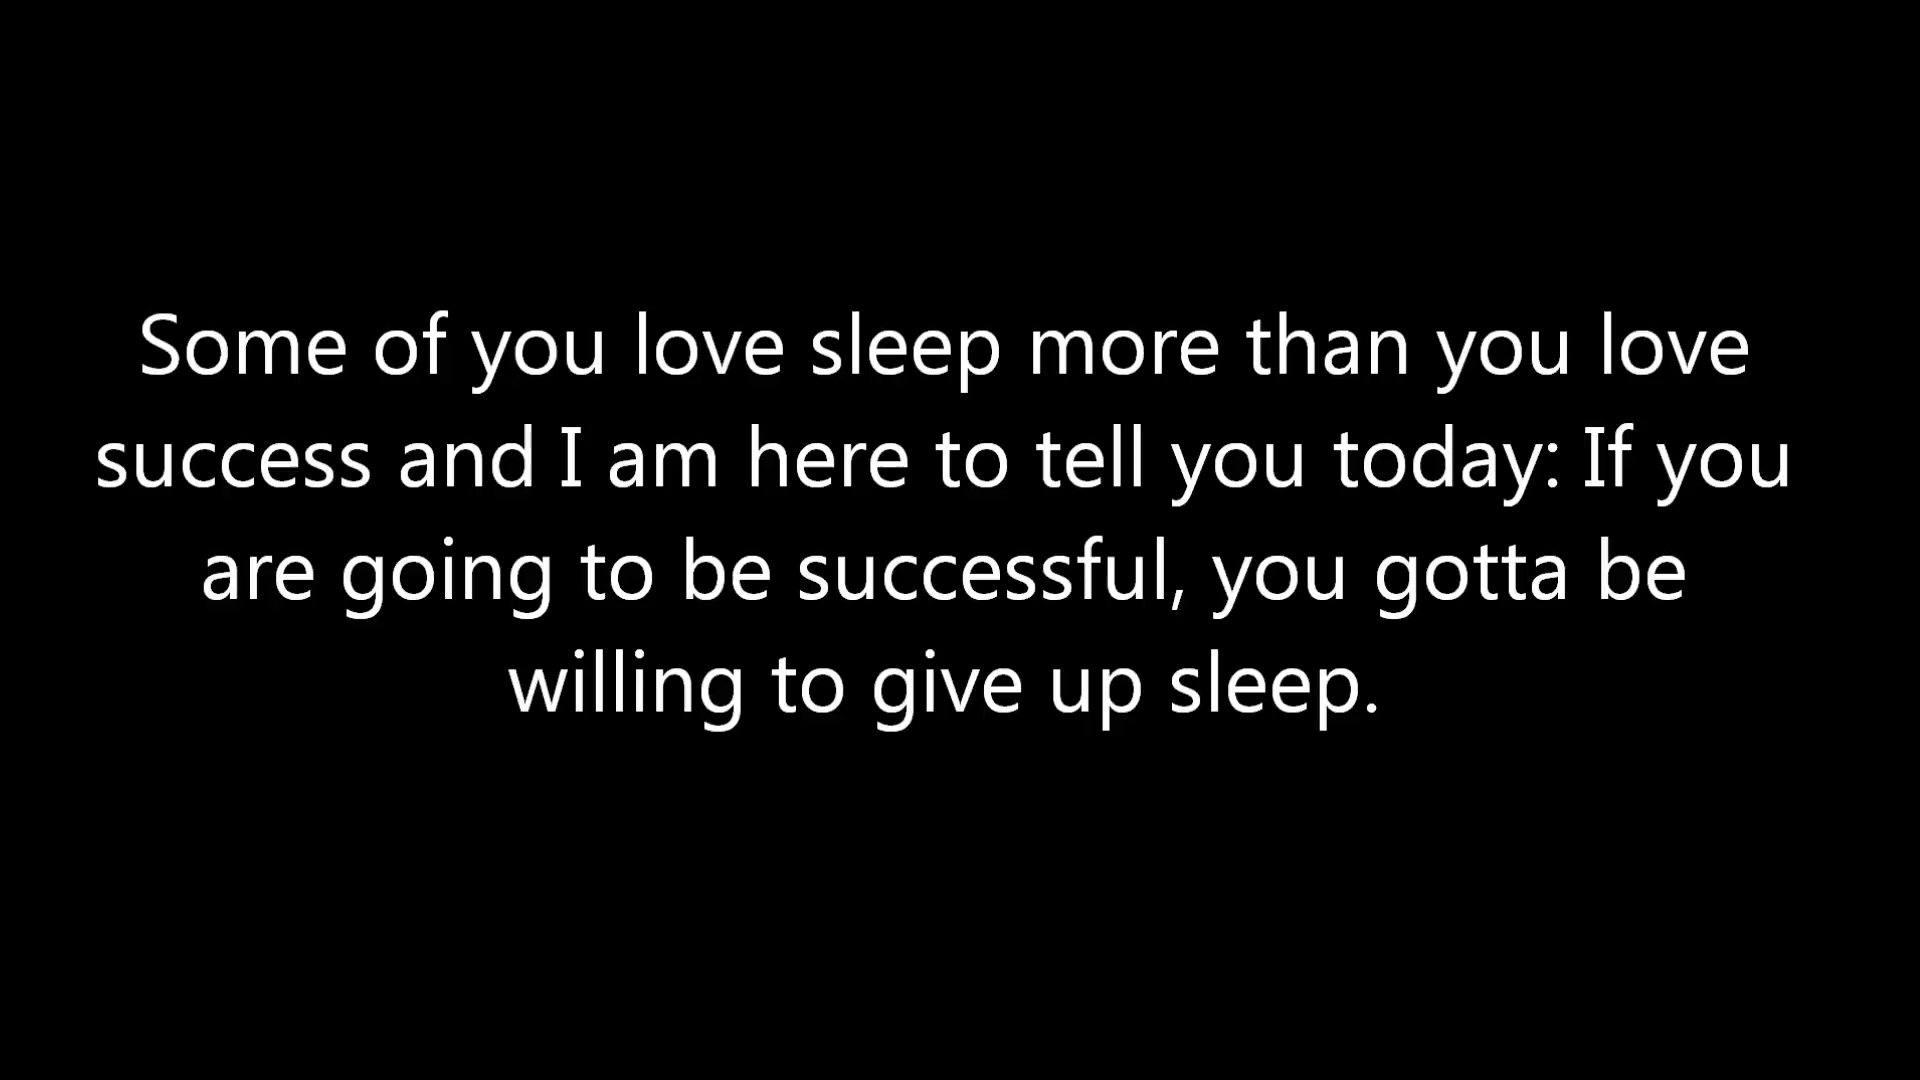 Some of you love sleep more than you love
success and I am here to tell you today: If you
are going to be successful, you gotta be
willing to give up sleep.